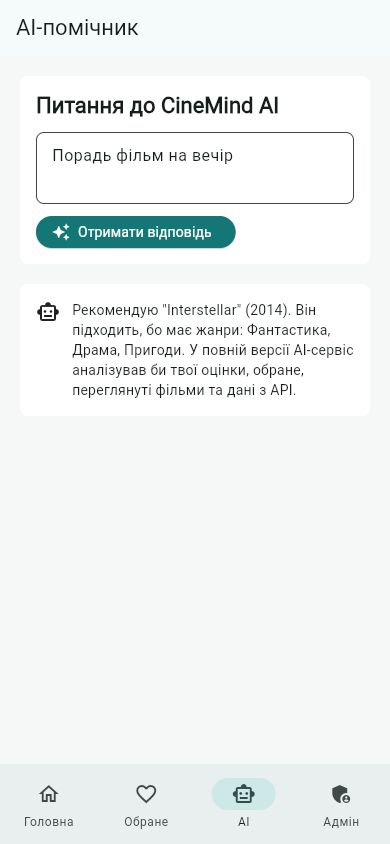 AI-помічник
Питання до CineMind AI
Порадь фільм на вечір
Отримати відповідь
Рекомендую "Interstellar" (2014). Він
підходить, бо має жанри: Фантастика,
Драма, Пригоди. У повній версії AI-сервіс
аналізував би твої оцінки, обране,
переглянуті фільми та дані з API.
Головна
Обране
AI
Адмін